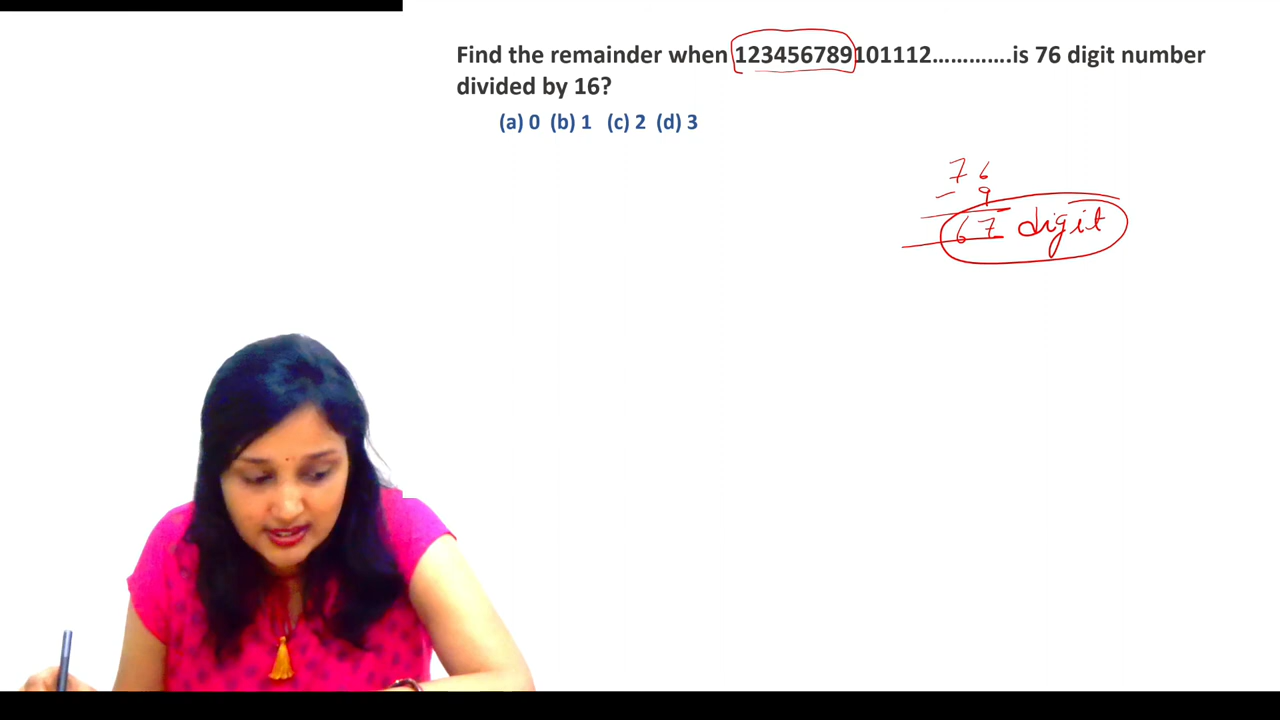 Find the remainder when 123456789101112………….is 76 digit number
divided by 16?
(a) 0 (b) 1 (c) 2 (d) 3
76
- 9
67 digit